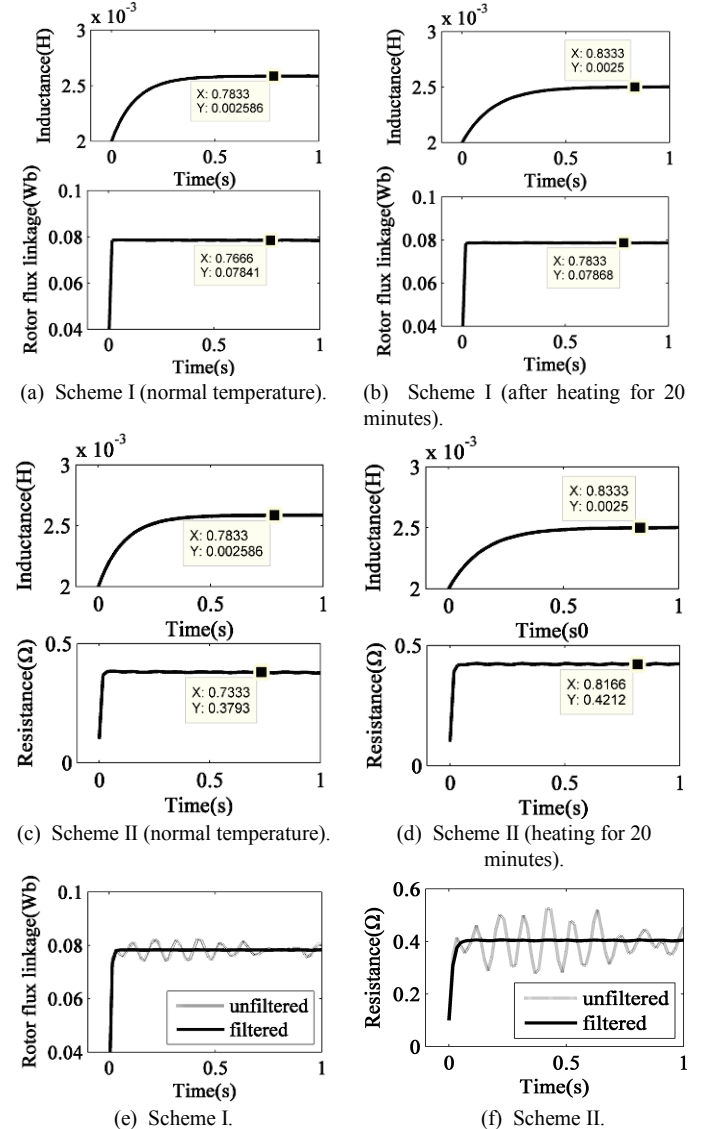 x 10-3
3
2.5
2
Inductance(H)
X: 0.7833
Y: 0.002586
0 0.5 1
Time(s)
0.1
0.08
0.06
0.04
Rotor flux linkage(Wb)
X: 0.7666
Y: 0.07841
0 0.5 1
Time(s)
(a) Scheme I (normal temperature).
x 10-3
3
2.5
2
Inductance(H)
X: 0.8333
Y: 0.0025
0 0.5 1
Time(s)
0.1
0.08
0.06
0.04
Rotor flux linkage(Wb)
X: 0.7833
Y: 0.07868
0 0.5 1
Time(s)
(b) Scheme I (after heating for 20
minutes).
x 10-3
3
2.5
2
Inductance(H)
X: 0.7833
Y: 0.002586
0 0.5 1
Time(s)
0.5
0
Resistance(Ω)
X: 0.7333
Y: 0.3793
0 0.5 1
Time(s)
(c) Scheme II (normal temperature).
x 10-3
3
2.5
2
Inductance(H)
X: 0.8333
Y: 0.0025
0 0.5 1
Time(s0
0.5
0
Resistance(Ω)
X: 0.8166
Y: 0.4212
0 0.5 1
Time(s)
(d) Scheme II (heating for 20
minutes).
0.1
0.08
0.06
0.04
Rotor flux linkage(Wb)
unfiltered
filtered
0 0.5 1
Time(s)
(e) Scheme I.
0.6
0.4
0.2
0
Resistance(Ω)
unfiltered
filtered
0 0.5 1
Time(s)
(f) Scheme II.